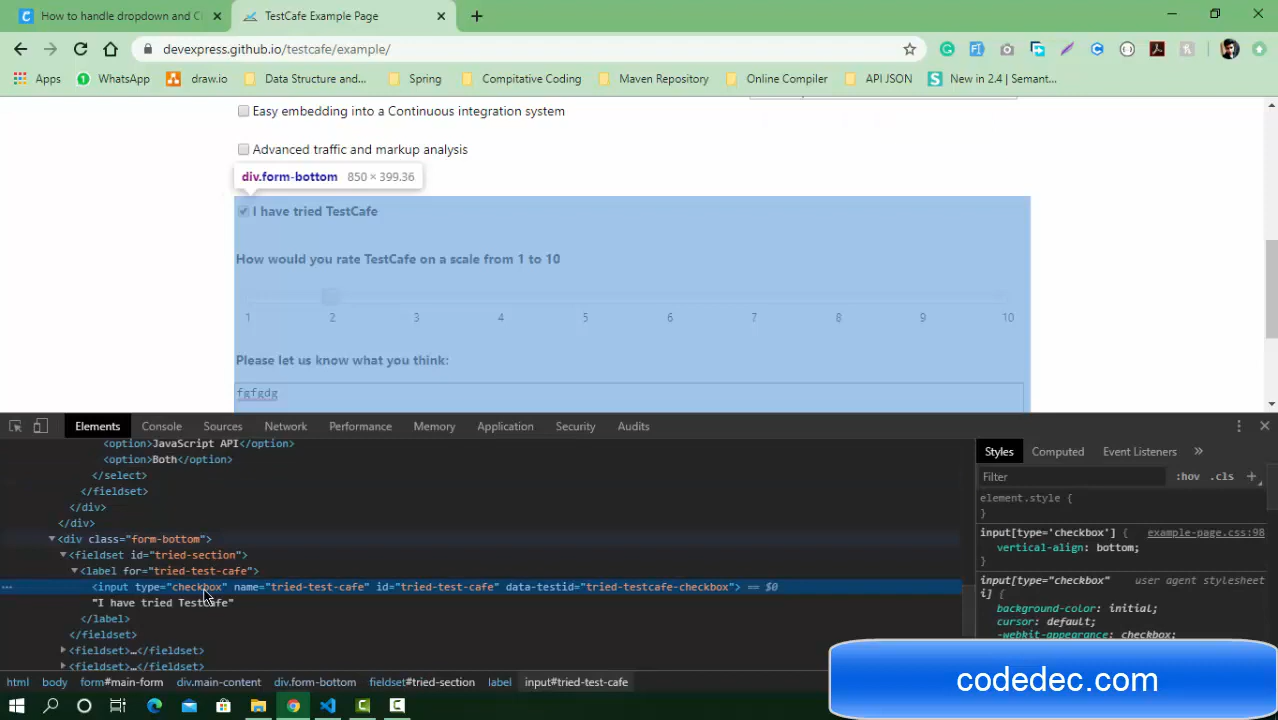 How to handle dropdown and C
TestCafe Example Page
devexpress.github.io/testcafe/example/
Apps
WhatsApp
draw.io
Data Structure and...
Spring
Compitative Coding
Maven Repository
Online Compiler
API JSON
New in 2.4 | Semant...
Easy embedding into a Continuous integration system
Advanced traffic and markup analysis
div.form-bottom 850 × 399.36
I have tried TestCafe
How would you rate TestCafe on a scale from 1 to 10
1 2 3 4 5 6 7 8 9 10
Please let us know what you think:
fgfgdg
Elements Console Sources Network Performance Memory Application Security Audits
<option>JavaScript API</option>
<option>Both</option>
</select>
</fieldset>
</div>
</div>
<div class="form-bottom">
<fieldset id="tried-section">
<label for="tried-test-cafe">
<input type="checkbox" name="tried-test-cafe" id="tried-test-cafe" data-testid="tried-testcafe-checkbox"> == $0
"I have tried TestCafe"
</label>
</fieldset>
<fieldset>…</fieldset>
<fieldset>…</fieldset>
html body form#main-form div.main-content div.form-bottom fieldset#tried-section label input#tried-test-cafe
Styles Computed Event Listeners
Filter :hov .cls
element.style {
}
input[type='checkbox'] { example-page.css:98
vertical-align: bottom;
}
input[type="checkbox" user agent stylesheet
i] {
background-color: initial;
cursor: default;
-webkit-appearance: checkbox;
codedec.com